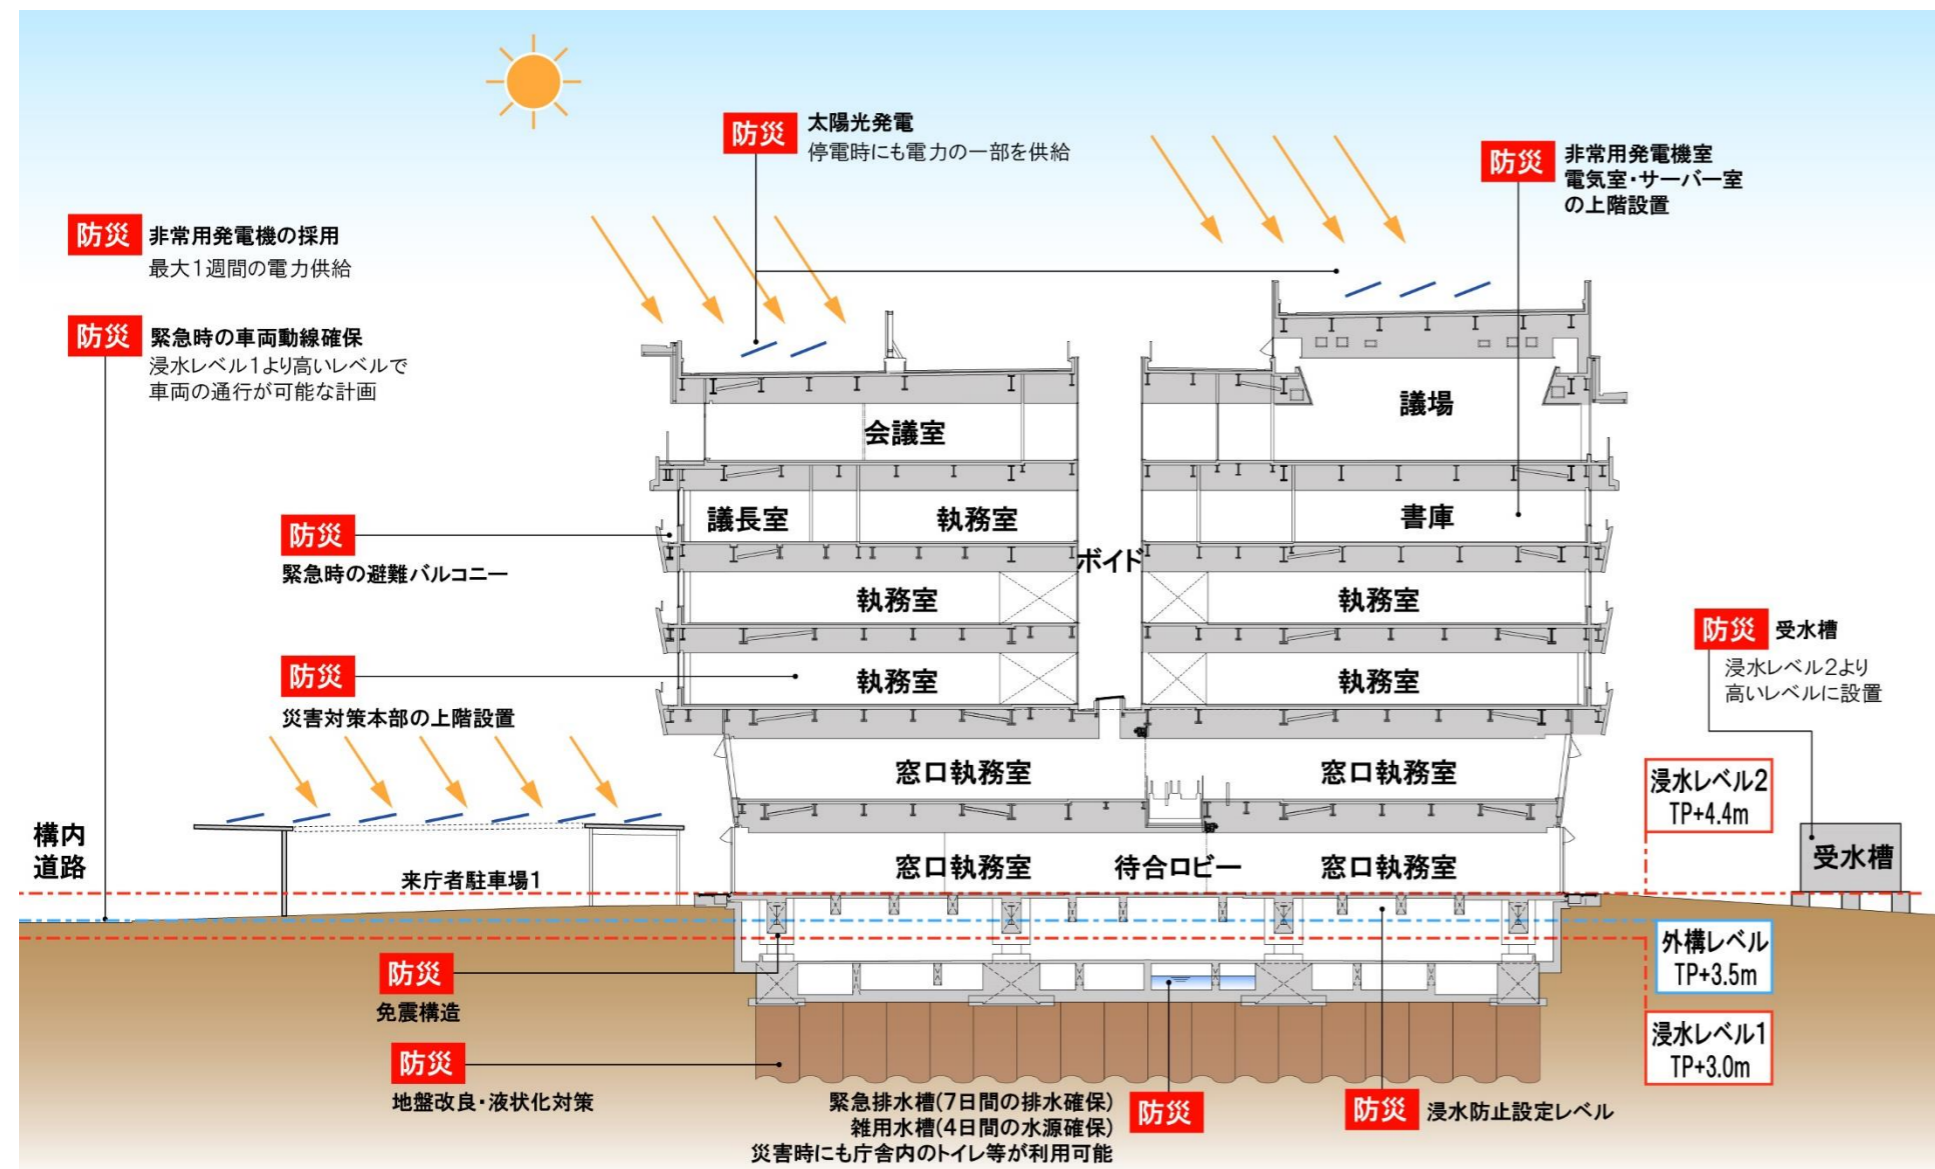 防災
太陽光発電
停電時にも電力の一部を供給
防災
非常用発電機室
電気室・サーバー室
の上階設置
防災
非常用発電機の採用
最大1週間の電力供給
防災
緊急時の車両動線確保
浸水レベル1より高いレベルで
車両の通行が可能な計画
議場
会議室
議長室
執務室
書庫
防災
緊急時の避難バルコニー
ボイド
執務室
執務室
防災
災害対策本部の上階設置
執務室
執務室
防災
受水槽
浸水レベル2より
高いレベルに設置
窓口執務室
窓口執務室
浸水レベル2
TP+4.4m
構内
道路
来庁者駐車場1
窓口執務室
待合ロビー
窓口執務室
受水槽
外構レベル
TP+3.5m
防災
免震構造
浸水レベル1
TP+3.0m
防災
地盤改良・液状化対策
緊急排水槽(7日間の排水確保)
雑用水槽(4日間の水源確保)
災害時にも庁舎内のトイレ等が利用可能
防災
防災
浸水防止設定レベル